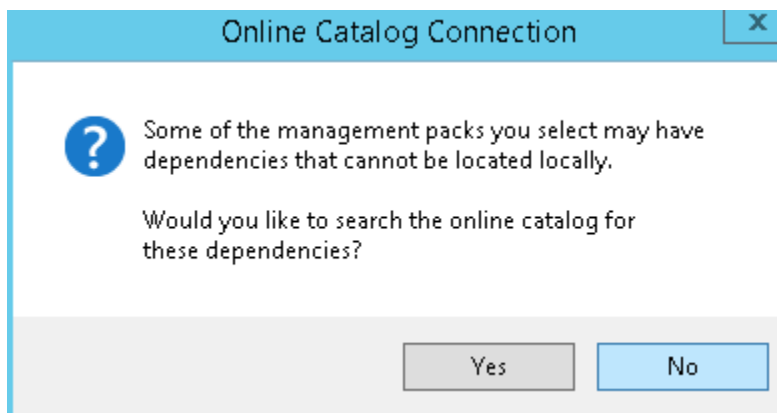 Online Catalog Connection
x
Some of the management packs you select may have
dependencies that cannot be located locally.
Would you like to search the online catalog for
these dependencies?
Yes
No